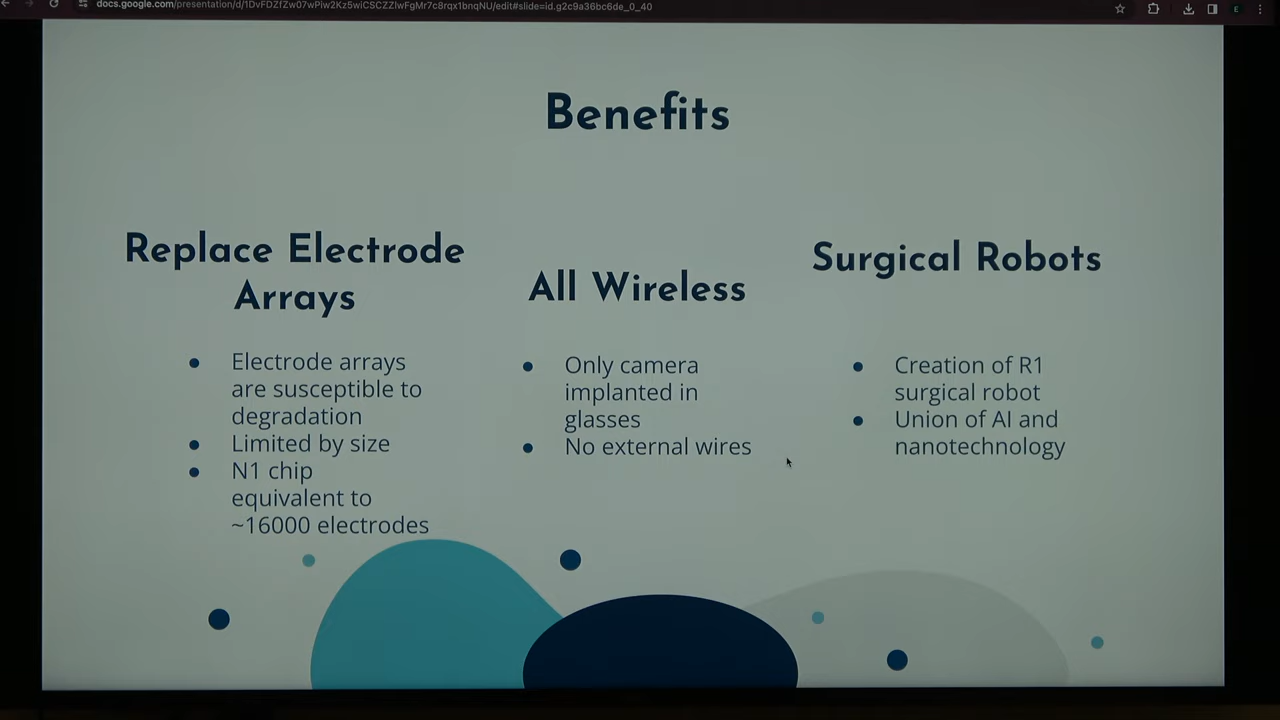 docs.google.com/presentation/d/1DvFDZfZw07wPiw2Kz5wiCSCZZIwFgMr7c8rqx1bnqNU/edit#slide=id.g2c9a36bc6de_0_40
E
Benefits
Replace Electrode
Arrays
Electrode arrays
are susceptible to
degradation
Limited by size
N1 chip
equivalent to
~16000 electrodes
All Wireless
Only camera
implanted in
glasses
No external wires
Surgical Robots
Creation of R1
surgical robot
Union of AI and
nanotechnology